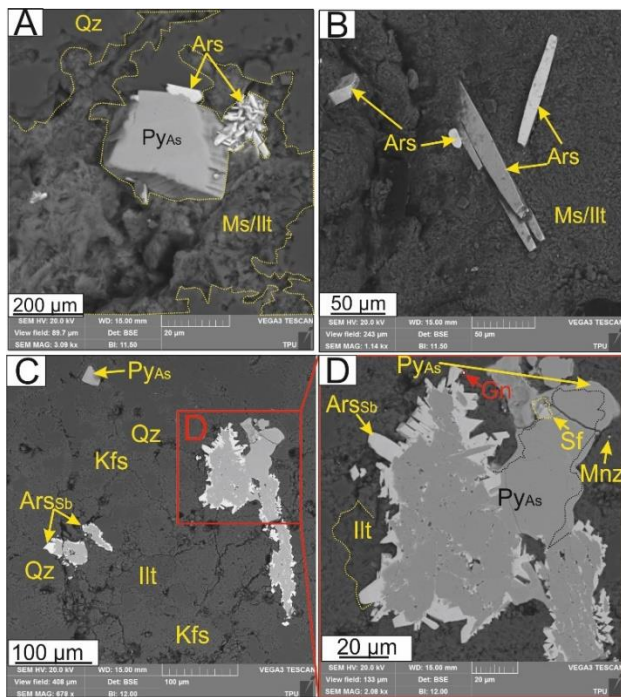 A
Qz
Ars
PyAs
Ms/Ilt
200 µm
SEM HV: 20.0 kV WD: 15.00 mm VEGA3 TESCAN
View field: 89.7 µm Det: BSE 20 µm
SEM MAG: 3.09 kx BI: 11.50 TPU
B
Ars
Ars
Ms/Ilt
50 µm
SEM HV: 20.0 kV WD: 15.00 mm VEGA3 TESCAN
View field: 243 µm Det: BSE 50 µm
SEM MAG: 1.14 kx BI: 11.50 TPU
C
PyAs
Qz
D
Kfs
ArsSb
Qz
Ilt
Kfs
100 µm
SEM HV: 20.0 kV WD: 15.00 mm VEGA3 TESCAN
View field: 408 µm Det: BSE 100 µm
SEM MAG: 678 x BI: 12.00 TPU
D
PyAs
Gn
ArsSb
Sf
Mnz
PyAs
Ilt
20 µm
SEM HV: 20.0 kV WD: 15.00 mm VEGA3 TESCAN
View field: 133 µm Det: BSE 20 µm
SEM MAG: 2.08 kx BI: 12.00 TPU